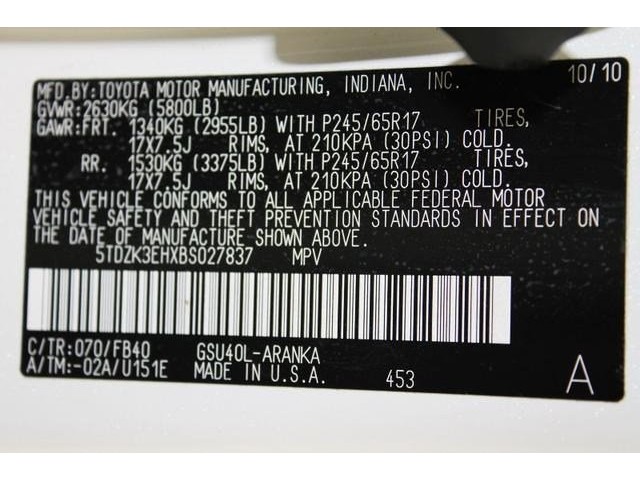 MFD.BY:TOYOTA MOTOR MANUFACTURING, INDIANA, INC. 10/10
GVWR:2630KG (5800LB)
GAWR:FRT. 1340KG (2955LB) WITH P245/65R17 TIRES,
17X7.5J RIMS, AT 210KPA (30PSI) COLD.
RR. 1530KG (3375LB) WITH P245/65R17 TIRES,
17X7.5J RIMS, AT 210KPA (30PSI) COLD.
THIS VEHICLE CONFORMS TO ALL APPLICABLE FEDERAL MOTOR
VEHICLE SAFETY AND THEFT PREVENTION STANDARDS IN EFFECT ON
THE DATE OF MANUFACTURE SHOWN ABOVE.
5TDZK3EHXBS027837 MPV
C/TR:070/FB40 GSU40L-ARANKA
A/TM:-02A/U151E MADE IN U.S.A. 453 A